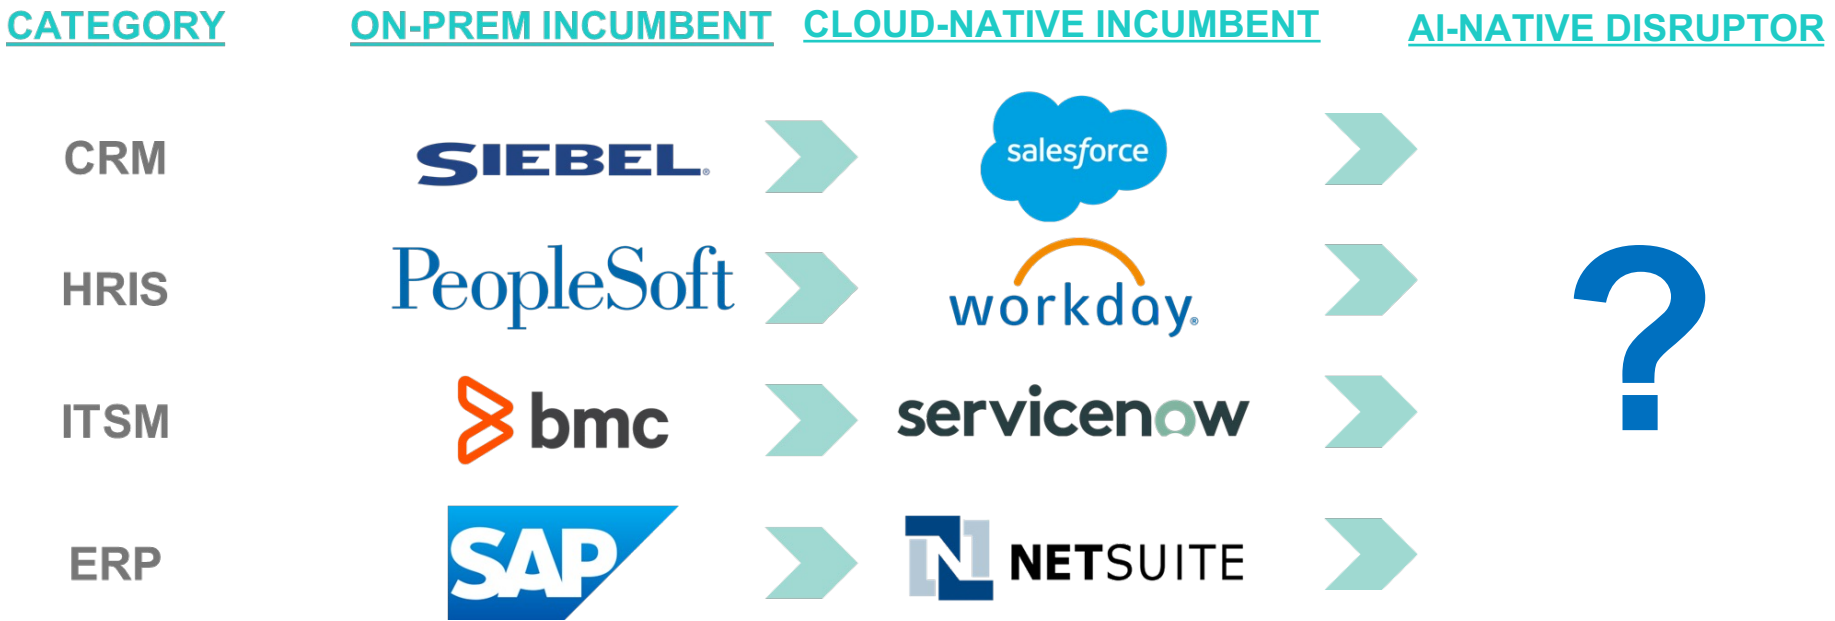 CATEGORY
ON-PREM INCUMBENT
CLOUD-NATIVE INCUMBENT
AI-NATIVE DISRUPTOR
CRM
SIEBEL®
salesforce
HRIS
PeopleSoft
workday®
?
ITSM
bmc
servicenow
ERP
SAP
N NETSUITE